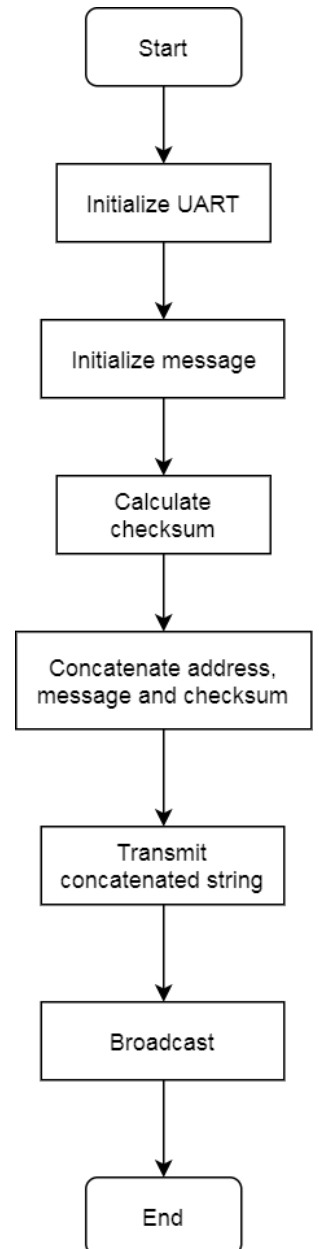 Start
Initialize UART
Initialize message
Calculate
checksum
Concatenate address,
message and checksum
Transmit
concatenated string
Broadcast
End